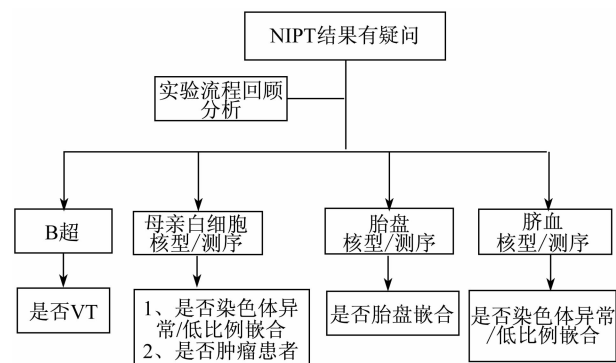 NIPT结果有疑问
实验流程回顾
分析
B超
母亲白细胞
核型/测序
胎盘
核型/测序
脐血
核型/测序
是否VT
1、是否染色体异
常/低比例嵌合
2、是否肿瘤患者
是否胎盘嵌合
是否染色体异常
/低比例嵌合